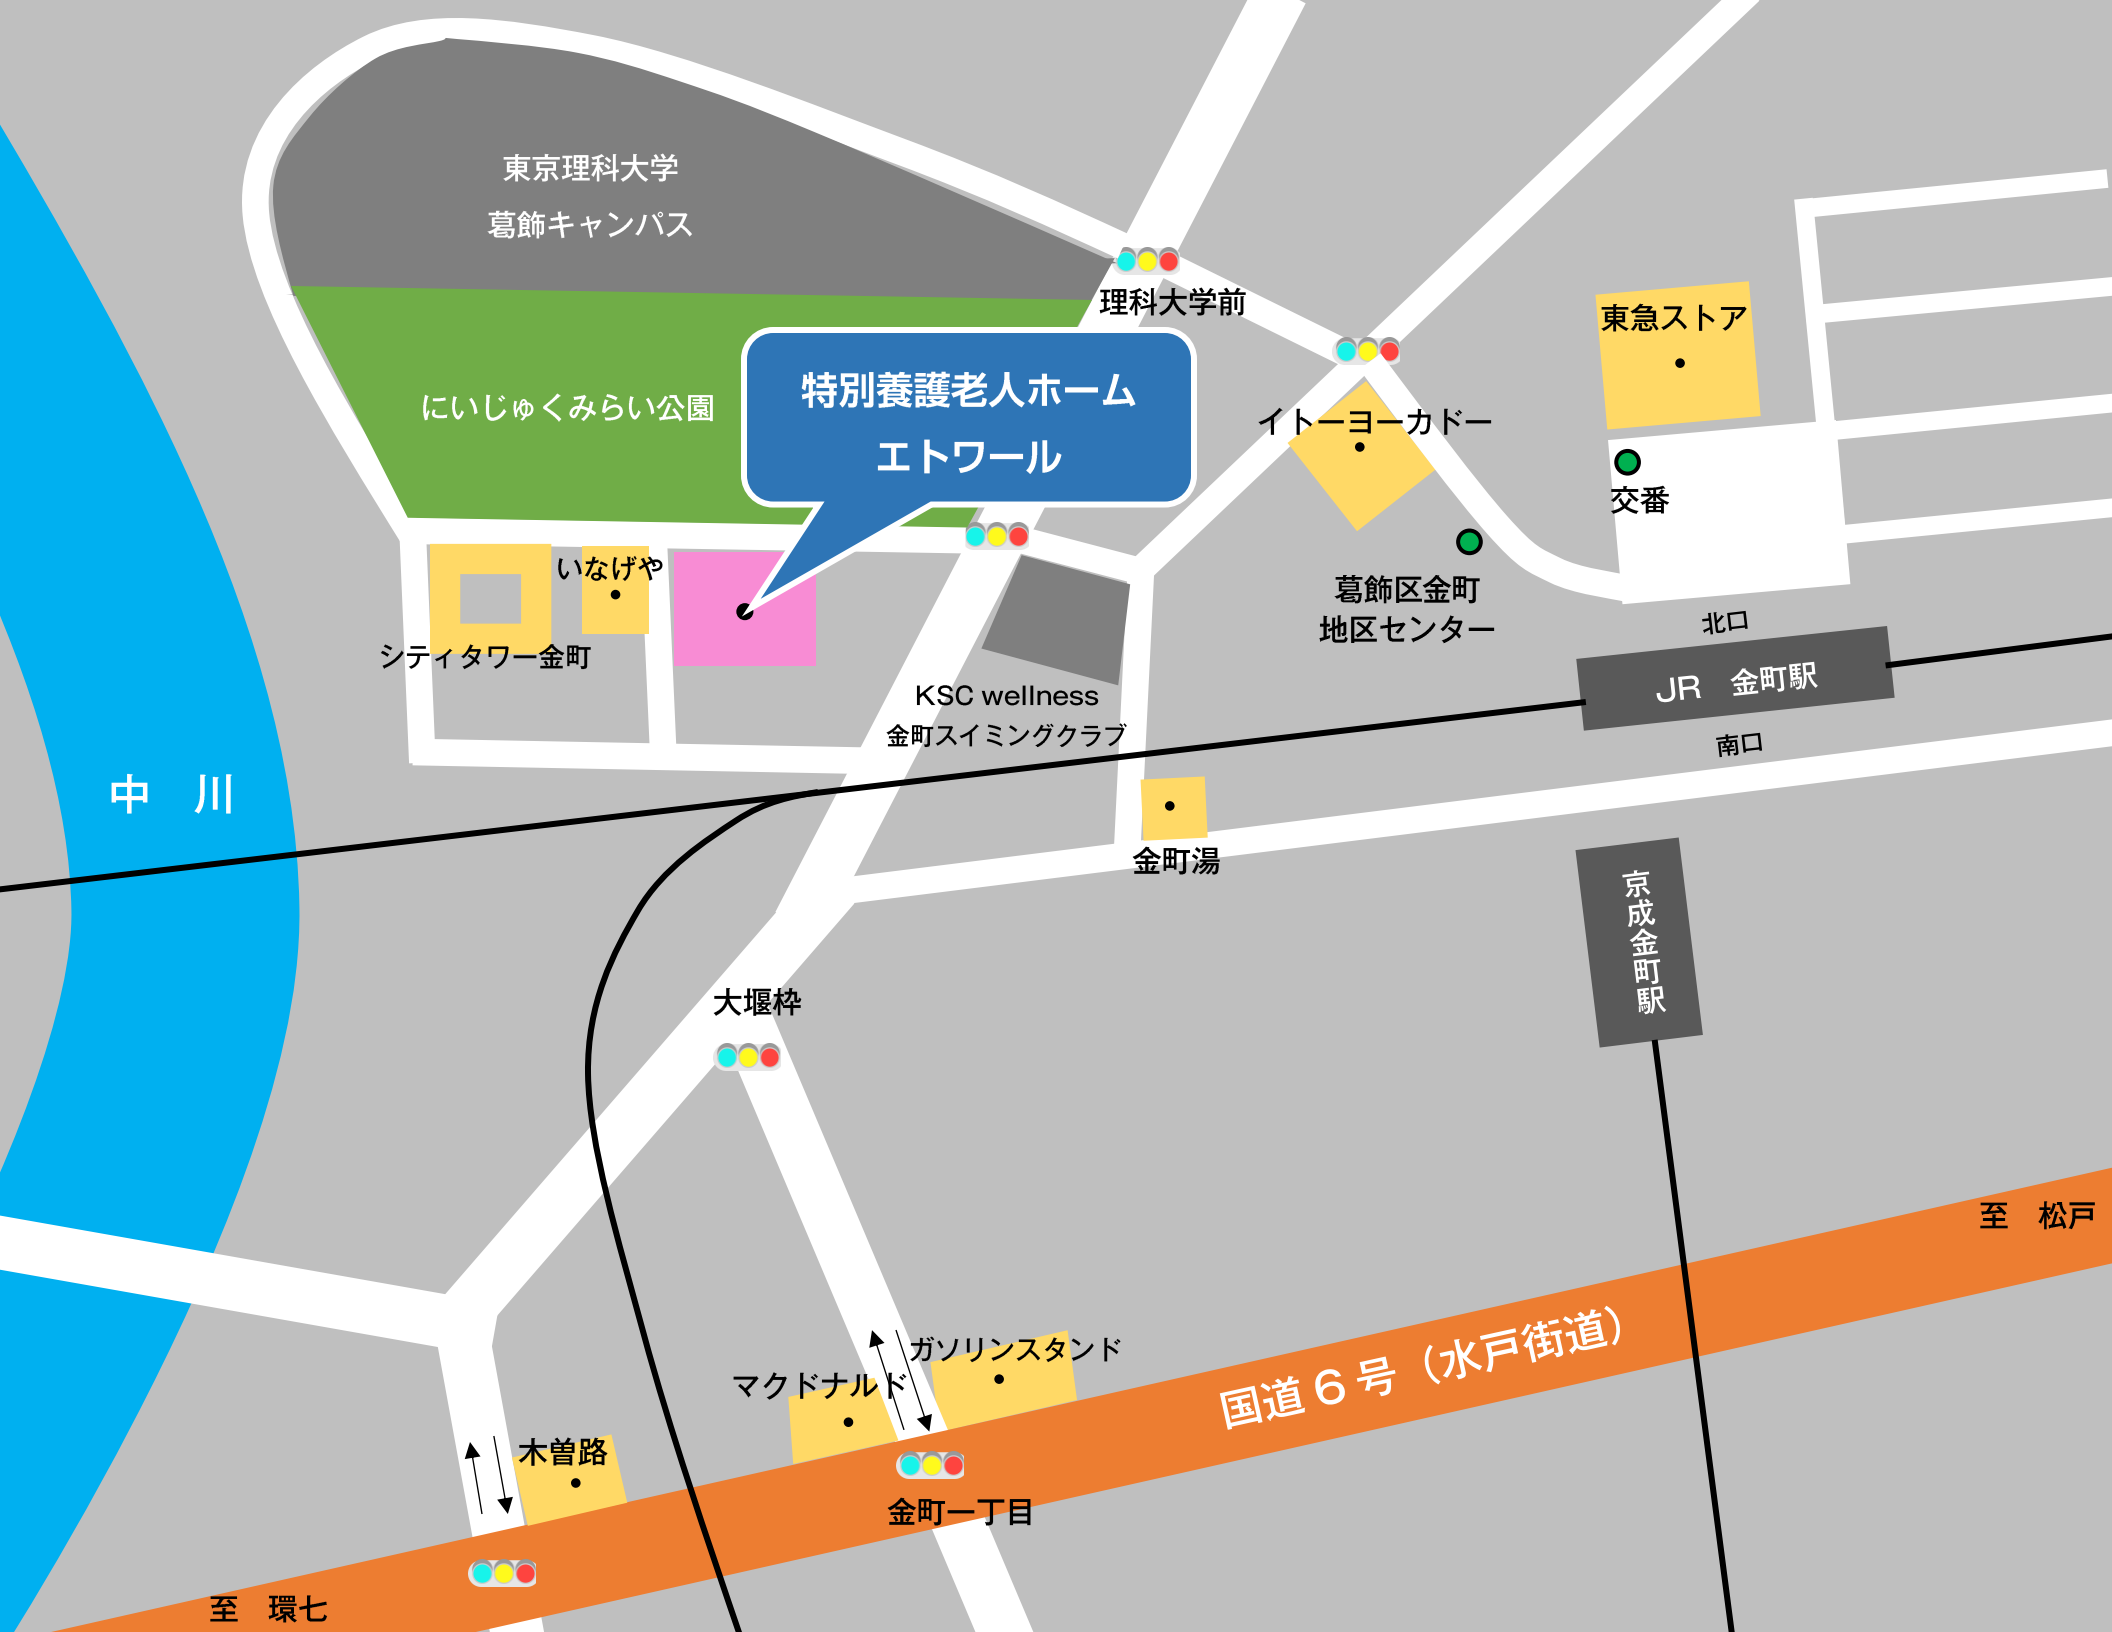 東京理科大学
葛飾キャンパス
理科大学前
東急ストア
にいじゅくみらい公園
特別養護老人ホーム
エトワール
イトーヨーカドー
交番
いなげや
葛飾区金町
地区センター
シティタワー金町
北口
JR 金町駅
KSC wellness
金町スイミングクラブ
南口
中 川
金町湯
京成金町駅
大堰枠
至 松戸
国道6号（水戸街道）
ガソリンスタンド
マクドナルド
木曽路
金町一丁目
至 環七